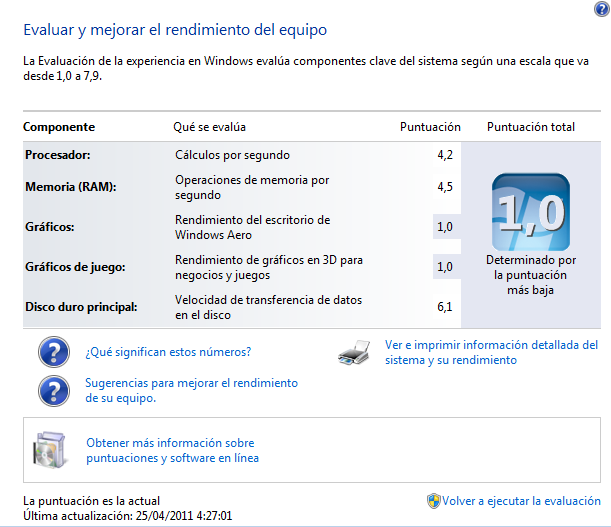 Evaluar y mejorar el rendimiento del equipo
La Evaluación de la experiencia en Windows evalúa componentes clave del sistema según una escala que va
desde 1,0 a 7,9.
Componente Qué se evalúa Puntuación Puntuación total
Procesador: Cálculos por segundo 4,2
Memoria (RAM): Operaciones de memoria por
segundo 4,5
Gráficos: Rendimiento del escritorio de
Windows Aero 1,0
Gráficos de juego: Rendimiento de gráficos en 3D para
negocios y juegos 1,0
Disco duro principal: Velocidad de transferencia de datos
en el disco 6,1
1,0
Determinado por
la puntuación
más baja
¿Qué significan estos números?
Sugerencias para mejorar el rendimiento
de su equipo.
Ver e imprimir información detallada del
sistema y su rendimiento
Obtener más información sobre
puntuaciones y software en línea
La puntuación es la actual
Última actualización: 25/04/2011 4:27:01
Volver a ejecutar la evaluación